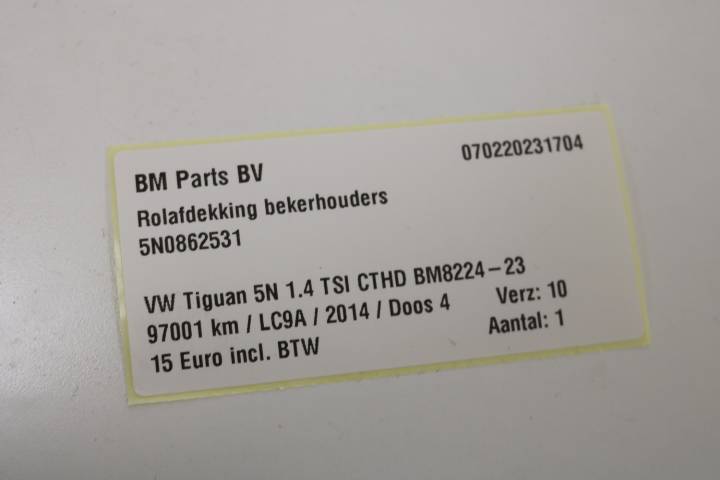 BM Parts BV 070220231704
Rolafdekking bekerhouders
5N0862531
VW Tiguan 5N 1.4 TSI CTHD BM8224-23
97001 km / LC9A / 2014 / Doos 4 Verz: 10
15 Euro incl. BTW Aantal: 1